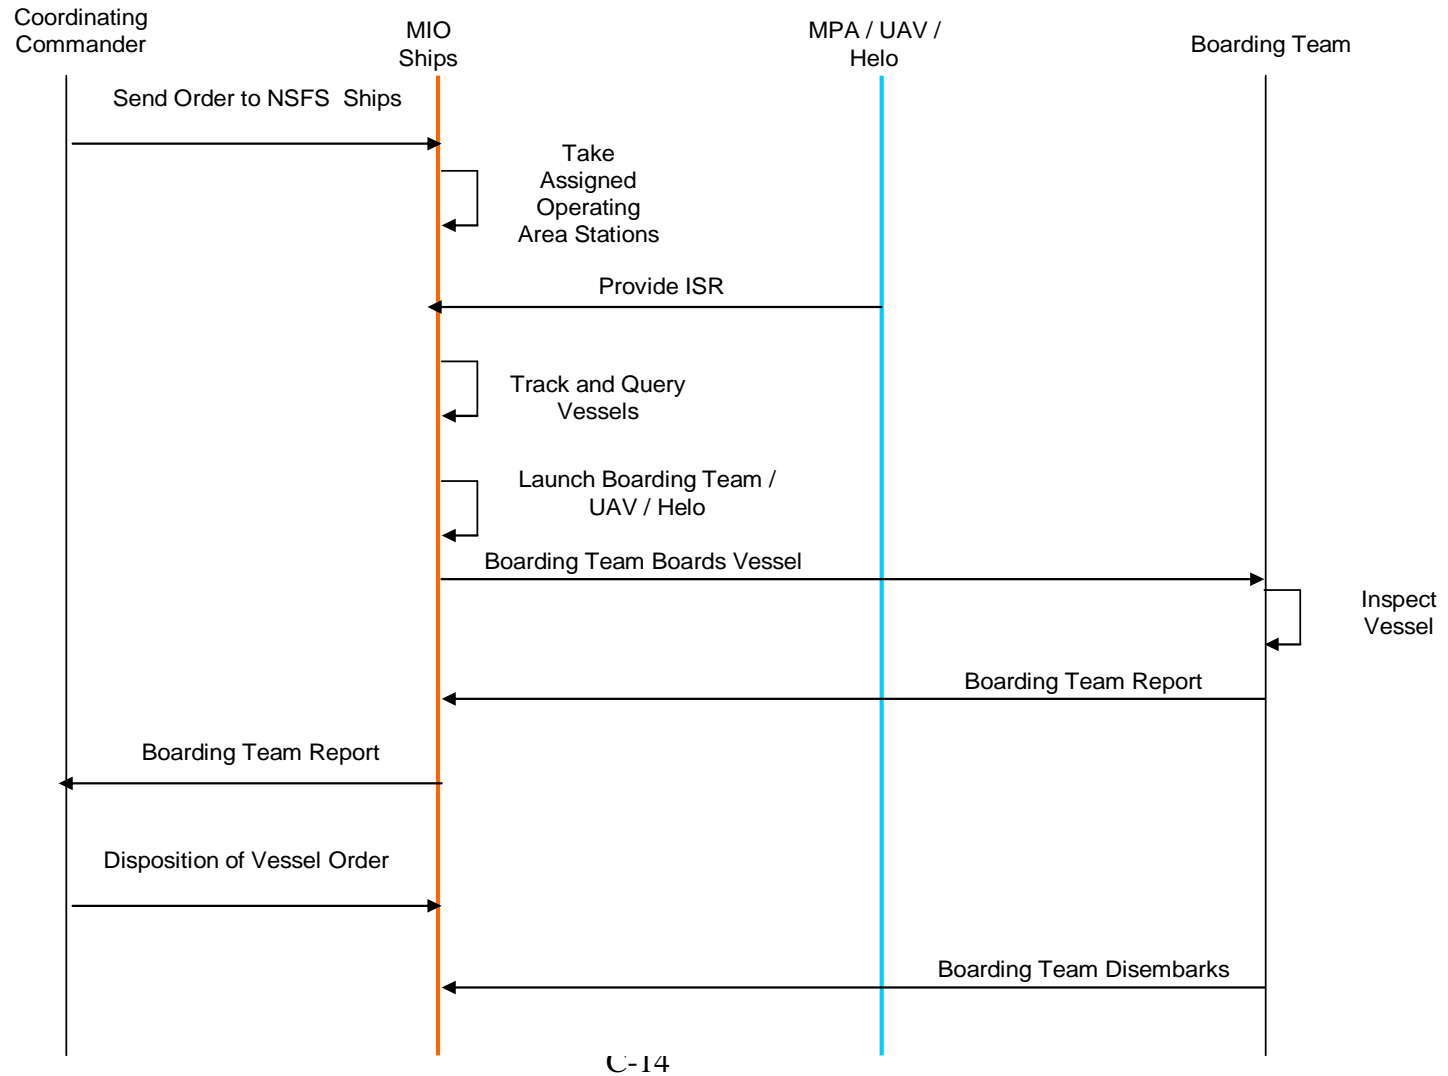 Coordinating
Commander
MIO
Ships
MPA / UAV /
Helo
Boarding Team
Send Order to NSFS  Ships
Take
Assigned
Operating
Area Stations
Provide ISR
Track and Query
Vessels
Launch Boarding Team /
UAV / Helo
Boarding Team Boards Vessel
Inspect
Vessel
Boarding Team Report
Boarding Team Report
Disposition of Vessel Order
Boarding Team Disembarks
C-14